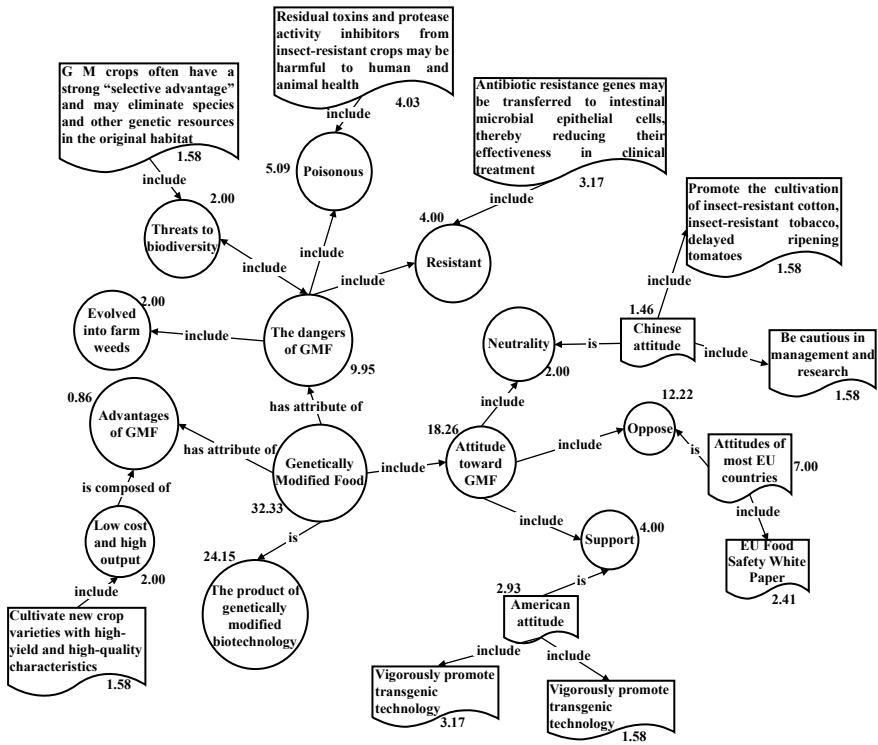 Residual toxins and protease
activity inhibitors from
insect-resistant crops may be
harmful to human and
animal health
4.03
include
G M crops often have a
strong “selective advantage”
and may eliminate species
and other genetic resources
in the original habitat
1.58
include
Antibiotic resistance genes may
be transferred to intestinal
microbial epithelial cells,
thereby reducing their
effectiveness in clinical
treatment
3.17
include
5.09
Poisonous
2.00
Threats to
biodiversity
4.00
Resistant
include
include
include
Promote the cultivation
of insect-resistant cotton,
insect-resistant tobacco,
delayed ripening
tomatoes
1.58
include
2.00
Evolved
into farm
weeds
include
The dangers
of GMF
9.95
Neutrality
2.00
is
1.46
Chinese
attitude
include
Be cautious in
management and
research
1.58
0.86
Advantages
of GMF
has attribute of
has attribute of
include
18.26
Attitude
toward
GMF
include
12.22
Oppose
is
Attitudes of
most EU
countries
7.00
Genetically
Modified Food
32.33
include
is composed of
Low cost
and high
output
2.00
is
include
Support
4.00
include
EU Food
Safety White
Paper
2.41
24.15
The product of
genetically
modified
biotechnology
include
Cultivate new crop
varieties with high-
yield and high-quality
characteristics
1.58
is
2.93
American
attitude
include
include
Vigorously promote
transgenic
technology
3.17
Vigorously promote
transgenic
technology
1.58